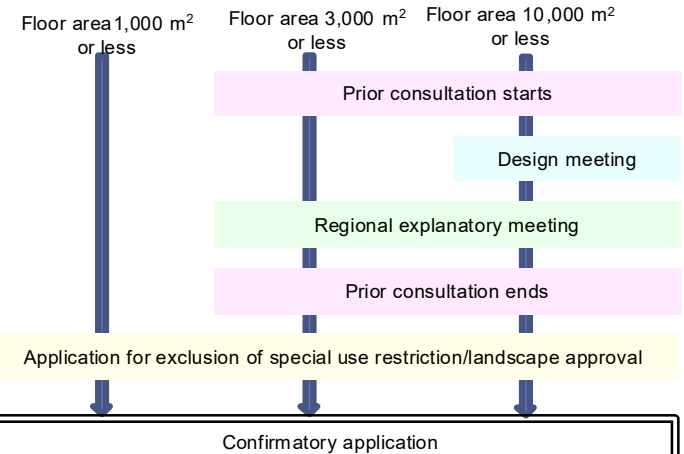 Floor area 1,000 m²
or less
Floor area 3,000 m²
or less
Floor area 10,000 m²
or less
Prior consultation starts
Design meeting
Regional explanatory meeting
Prior consultation ends
Application for exclusion of special use restriction/landscape approval
Confirmatory application